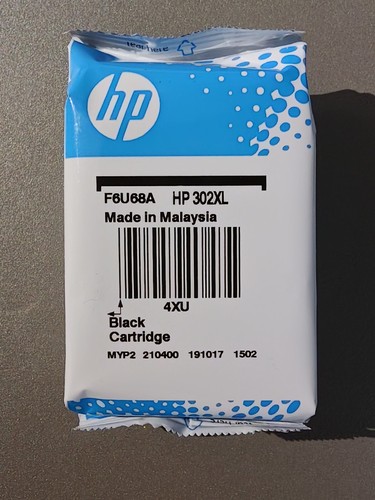 hp
F6U68A HP 302XL
Made in Malaysia
4XU
Black
Cartridge
MYP2 210400 191017 1502